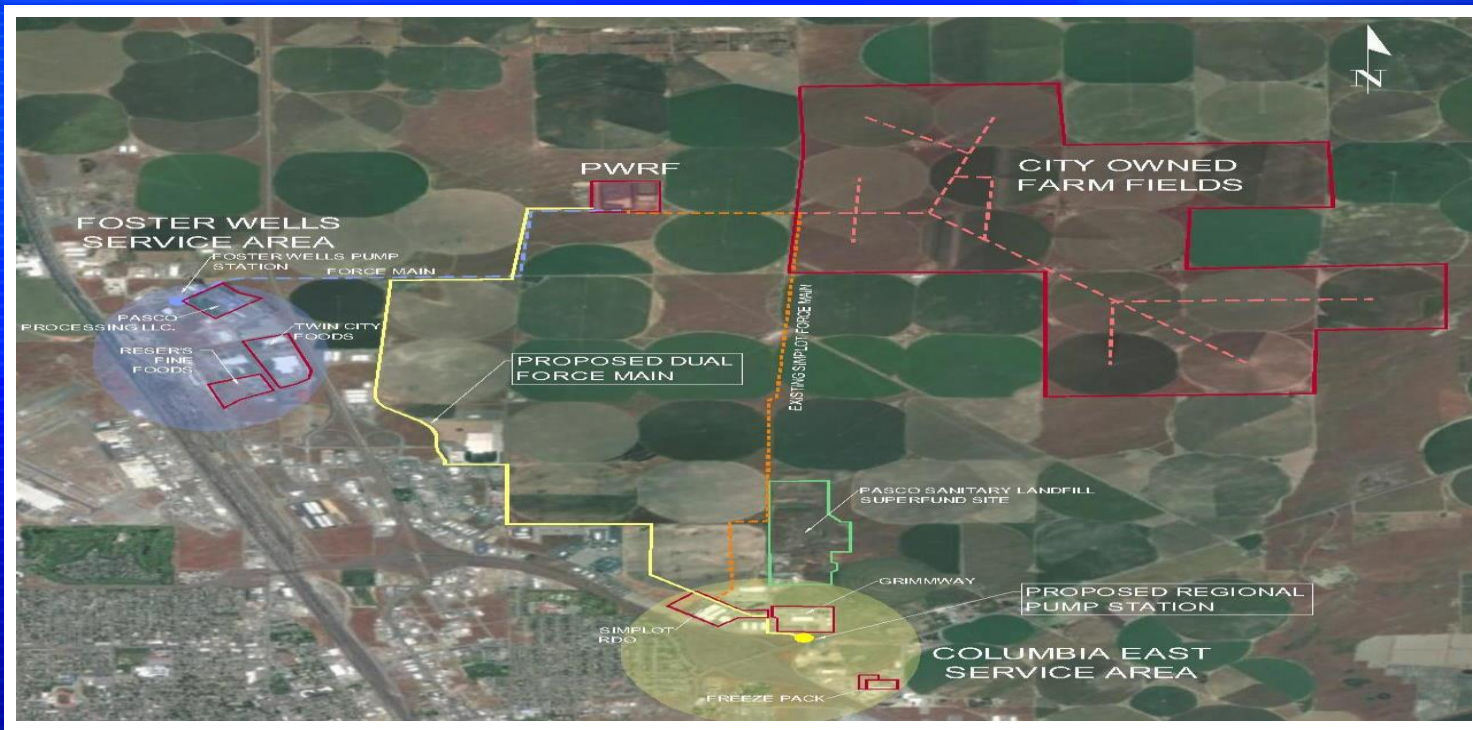 N
PWRF
CITY OWNED
FARM FIELDS
FOSTER WELLS
SERVICE AREA
FOSTER WELLS PUMP
STATION
FORCE MAIN
PASCO
PROCESSING LLC.
TWIN CITY
FOODS
RESER'S
FINE
FOODS
PROPOSED DUAL
FORCE MAIN
EXISTING SIMPLOT FORCE MAIN
PASCO SANITARY LANDFILL
SUPERFUND SITE
GRIMMWAY
PROPOSED REGIONAL
PUMP STATION
SIMPLOT
RDO
COLUMBIA EAST
SERVICE AREA
FREEZE PACK